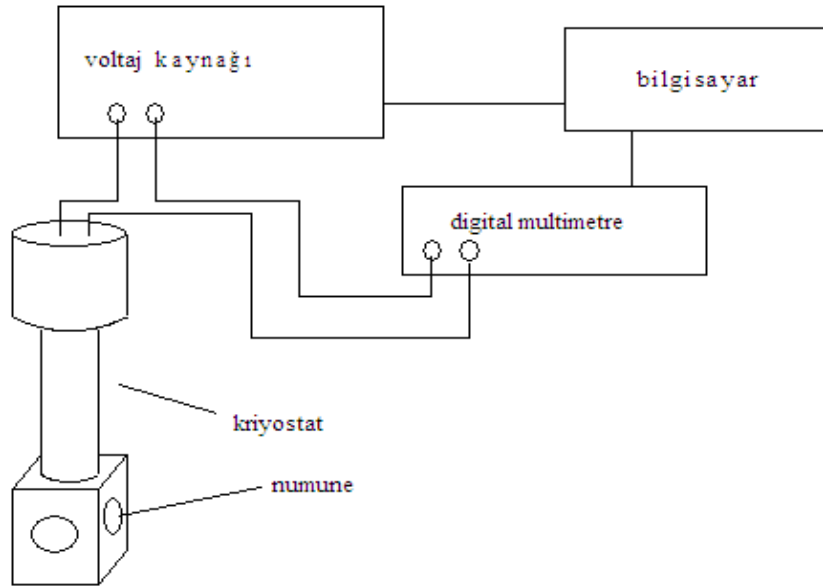 voltaj kaynağı
bilgisayar
digital multimetre
kriyostat
numune